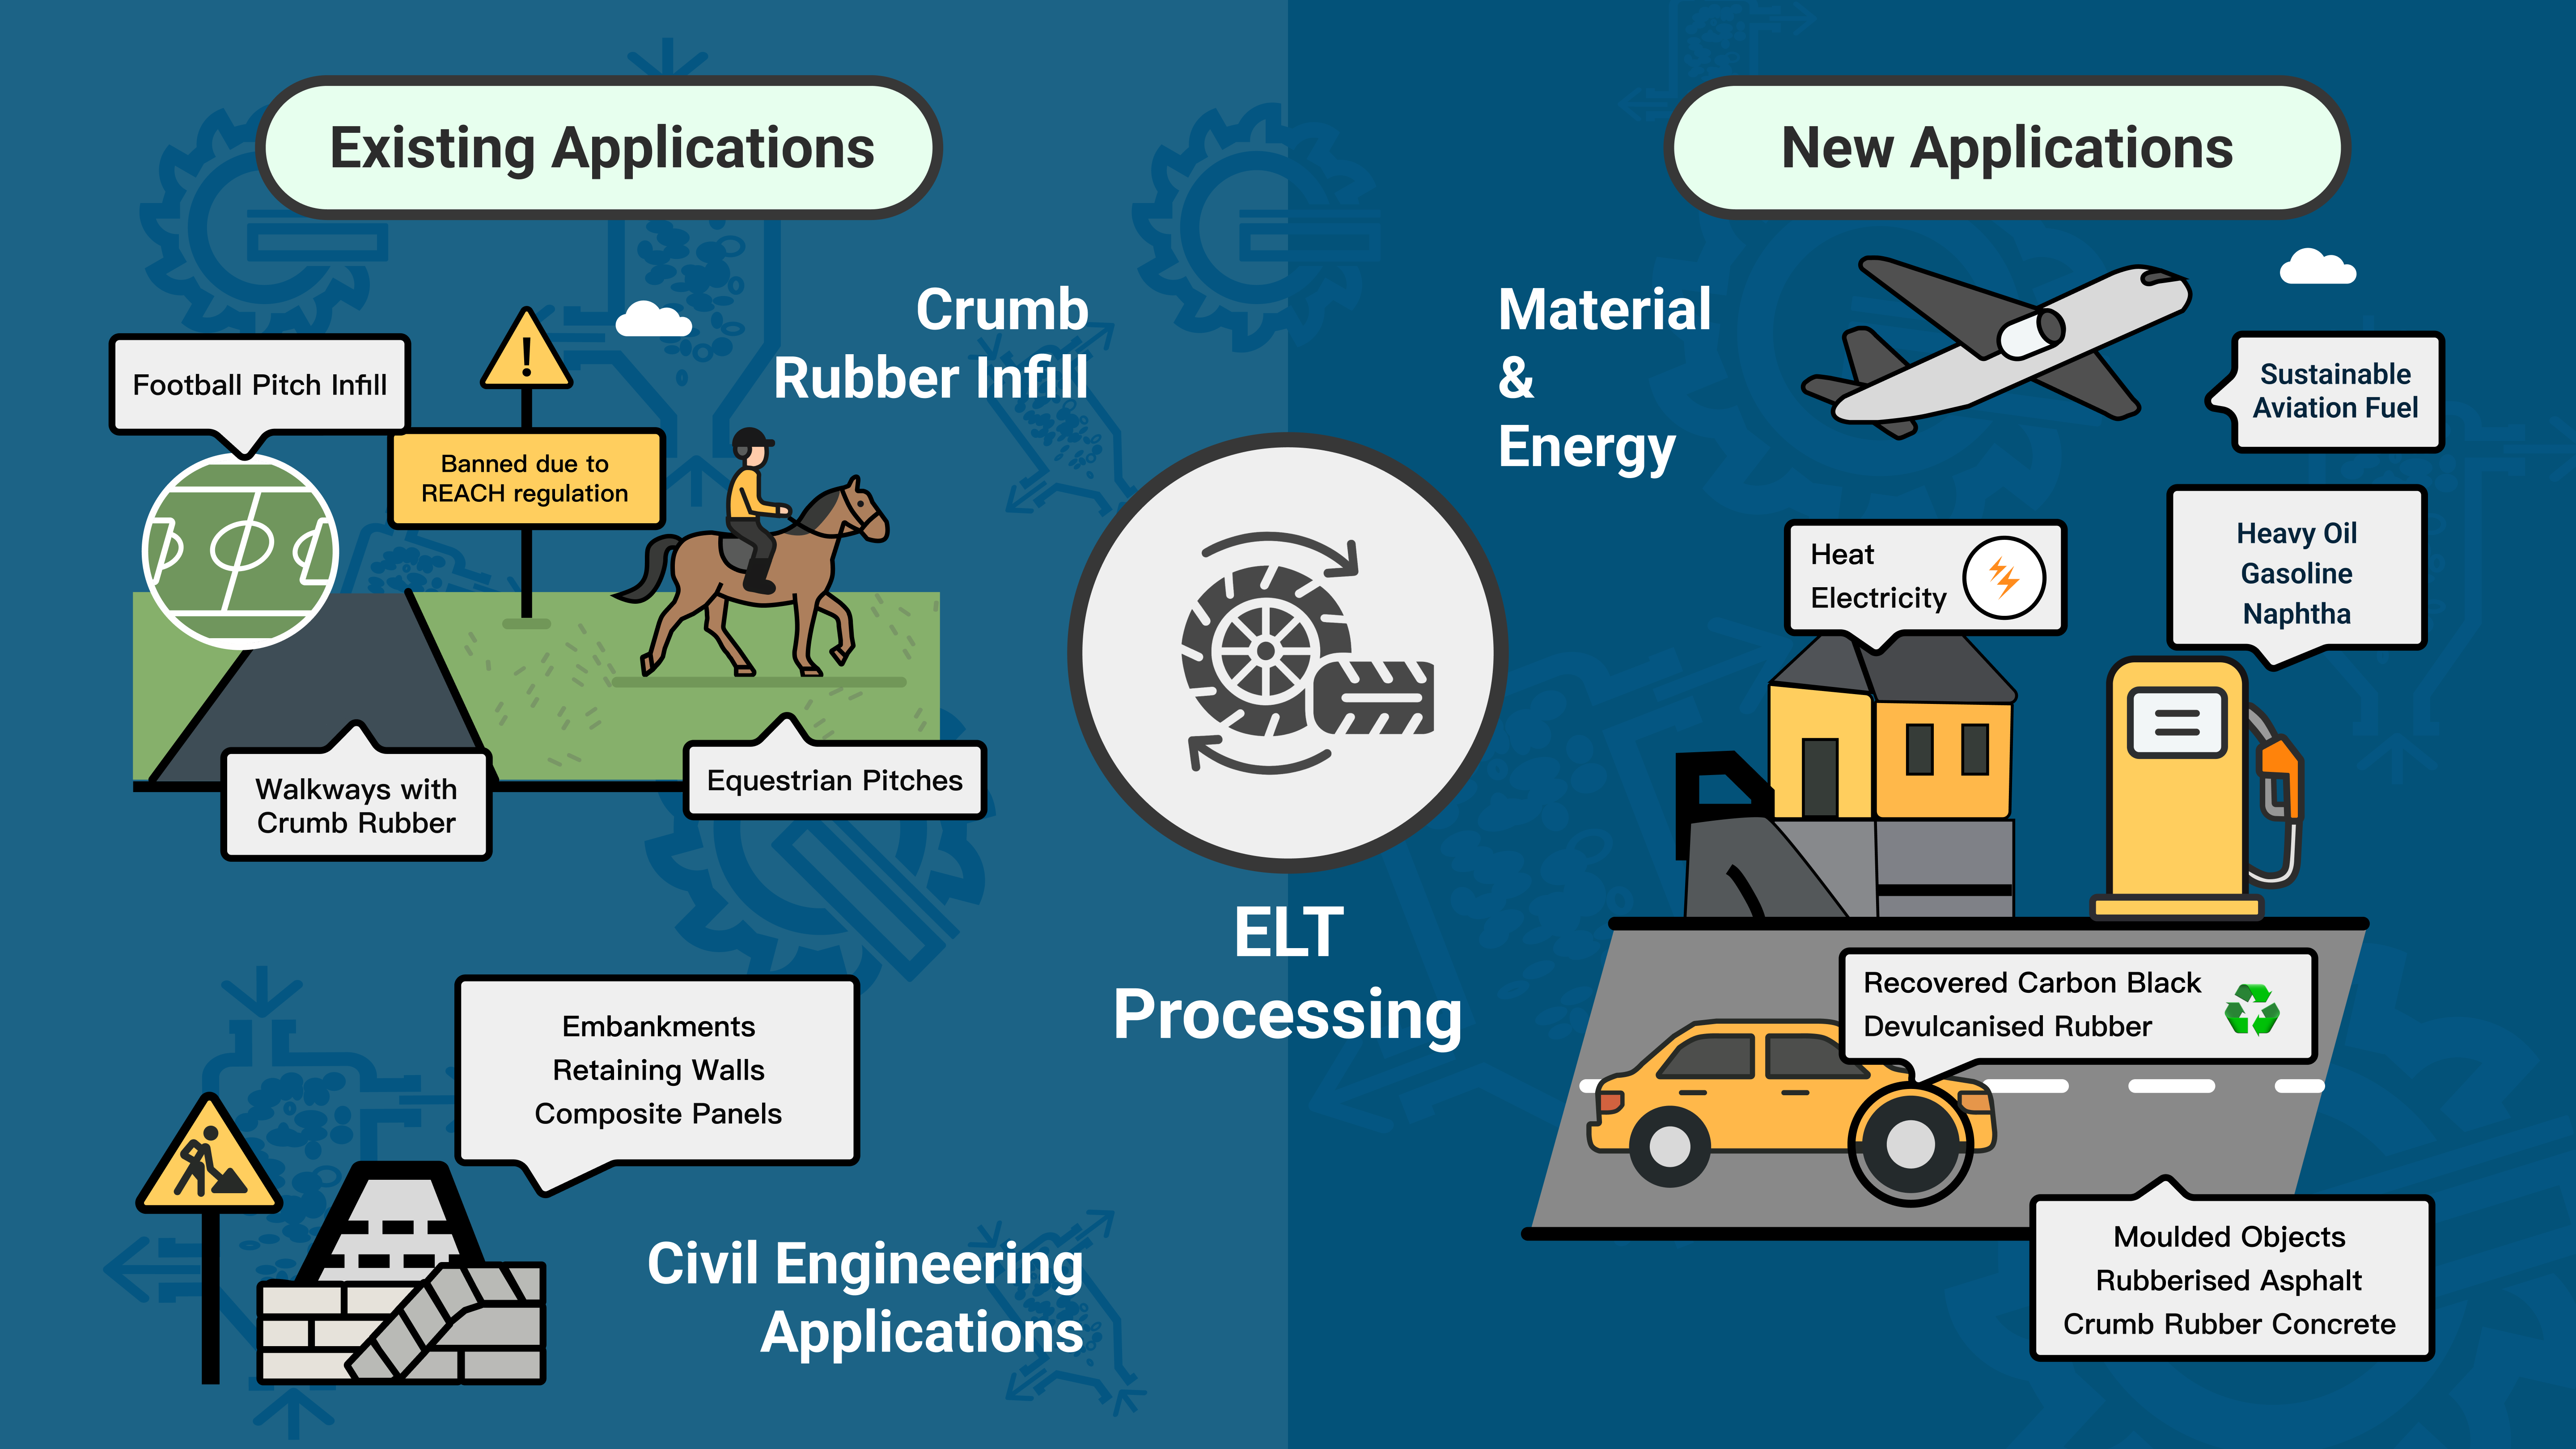 Existing Applications
New Applications
Crumb
Rubber Infill
Football Pitch Infill
!
Banned due to
REACH regulation
Walkways with
Crumb Rubber
Equestrian Pitches
Embankments
Retaining Walls
Composite Panels
Civil Engineering
Applications
ELT
Processing
Material
&
Energy
Sustainable
Aviation Fuel
Heat
Electricity
Heavy Oil
Gasoline
Naphtha
Recovered Carbon Black
Devulcanised Rubber
Moulded Objects
Rubberised Asphalt
Crumb Rubber Concrete